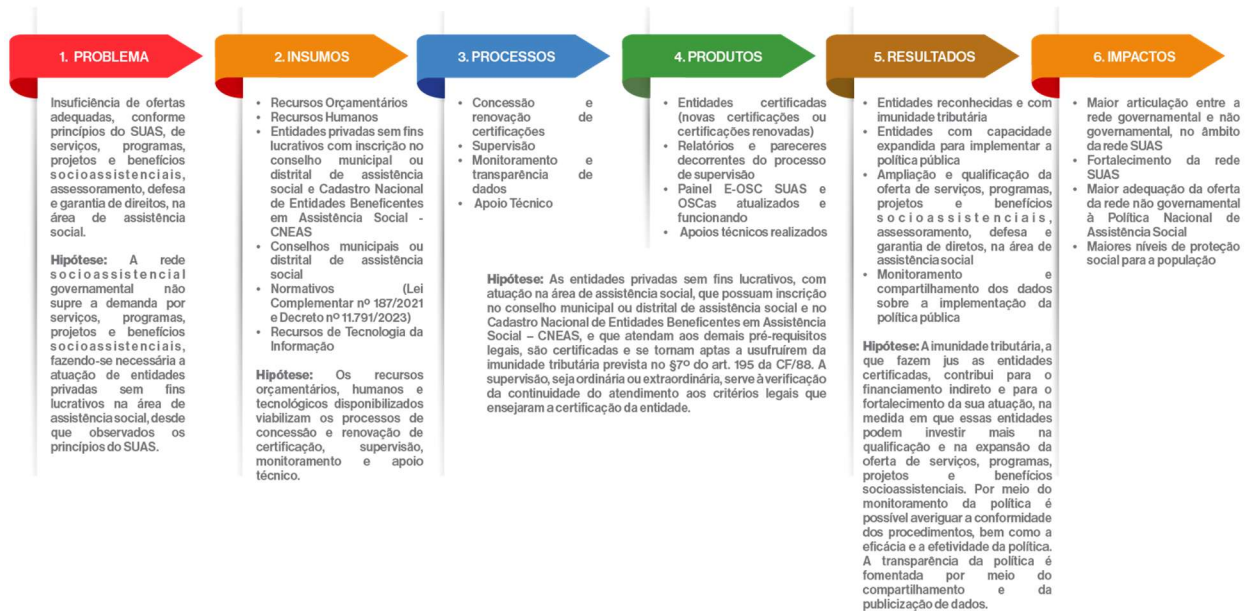 1. PROBLEMA
Insuficiência de ofertas
adequadas, conforme
princípios do SUAS, de
serviços, programas,
projetos e benefícios
socioassistenciais,
assessoramento, defesa
e garantia de direitos, na
área de assistência
social.
Hipótese: A rede
socioassistencial
governamental não
supre a demanda por
serviços, programas,
projetos e benefícios
socioassistenciais,
fazendo-se necessária a
atuação de entidades
privadas sem fins
lucrativos na área de
assistência social, desde
que observados os
princípios do SUAS.
2. INSUMOS
• Recursos Orçamentários
• Recursos Humanos
• Entidades privadas sem fins
lucrativos com inscrição no
conselho municipal ou
distrital de assistência
social e Cadastro Nacional
de Entidades Beneficentes
em Assistência Social -
CNEAS
• Conselhos municipais ou
distrital de assistência
social
• Normativos (Lei
Complementar nº 187/2021
e Decreto nº 11.791/2023)
• Recursos de Tecnologia da
Informação
Hipótese: Os recursos
orçamentários, humanos e
tecnológicos disponibilizados
viabilizam os processos de
concessão e renovação de
certificação, supervisão,
monitoramento e apoio
técnico.
3. PROCESSOS
• Concessão e
renovação de
certificações
• Supervisão
• Monitoramento e
transparência de
dados
• Apoio Técnico
4. PRODUTOS
• Entidades certificadas
(novas certificações ou
certificações renovadas)
• Relatórios e pareceres
decorrentes do processo
de supervisão
• Painel E-OSC SUAS e
OSCas atualizados e
funcionando
• Apoios técnicos realizados
Hipótese: As entidades privadas sem fins lucrativos, com
atuação na área de assistência social, que possuam inscrição
no conselho municipal ou distrital de assistência social e no
Cadastro Nacional de Entidades Beneficentes em Assistência
Social – CNEAS, e que atendam aos demais pré-requisitos
legais, são certificadas e se tornam aptas a usufruírem da
imunidade tributária prevista no §7º do art. 195 da CF/88. A
supervisão, seja ordinária ou extraordinária, serve à verificação
da continuidade do atendimento aos critérios legais que
ensejaram a certificação da entidade.
5. RESULTADOS
• Entidades reconhecidas e com
imunidade tributária
• Entidades com capacidade
expandida para implementar a
política pública
• Ampliação e qualificação da
oferta de serviços, programas,
projetos e benefícios
socioassistenciais,
assessoramento, defesa e
garantia de diretos, na área de
assistência social
• Monitoramento e
compartilhamento dos dados
sobre a implementação da
política pública
Hipótese: A imunidade tributária, a
que fazem jus as entidades
certificadas, contribui para o
financiamento indireto e para o
fortalecimento da sua atuação, na
medida em que essas entidades
podem investir mais na
qualificação e na expansão da
oferta de serviços, programas,
projetos e benefícios
socioassistenciais. Por meio do
monitoramento da política é
possível averiguar a conformidade
dos procedimentos, bem como a
eficácia e a efetividade da política.
A transparência da política é
fomentada por meio do
compartilhamento e da
publicização de dados.
6. IMPACTOS
• Maior articulação entre a
rede governamental e não
governamental, no âmbito
da rede SUAS
• Fortalecimento da rede
SUAS
• Maior adequação da oferta
da rede não governamental
à Política Nacional de
Assistência Social
• Maiores níveis de proteção
social para a população